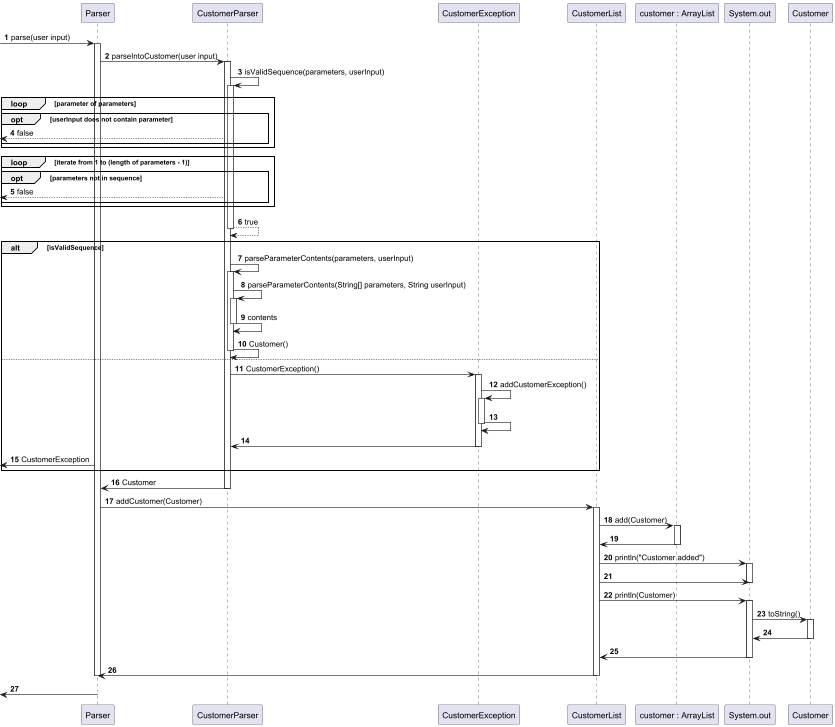 Parser CustomerParser CustomerException CustomerList customer : ArrayList System.out Customer
1 parse(user input)
2 parseIntoCustomer(user input)
3 isValidSequence(parameters, userInput)
loop [parameter of parameters]
opt [userInput does not contain parameter]
4 false
loop [iterate from 1 to (length of parameters - 1)]
opt [parameters not in sequence]
5 false
6 true
alt [isValidSequence]
7 parseParameterContents(parameters, userInput)
8 parseParameterContents(String[] parameters, String userInput)
9 contents
10 Customer()
11 CustomerException()
12 addCustomerException()
13
14
15 CustomerException
16 Customer
17 addCustomer(Customer)
18 add(Customer)
19
20 println("Customer added")
21
22 println(Customer)
23 toString()
24
25
26
27
Parser CustomerParser CustomerException CustomerList customer : ArrayList System.out Customer